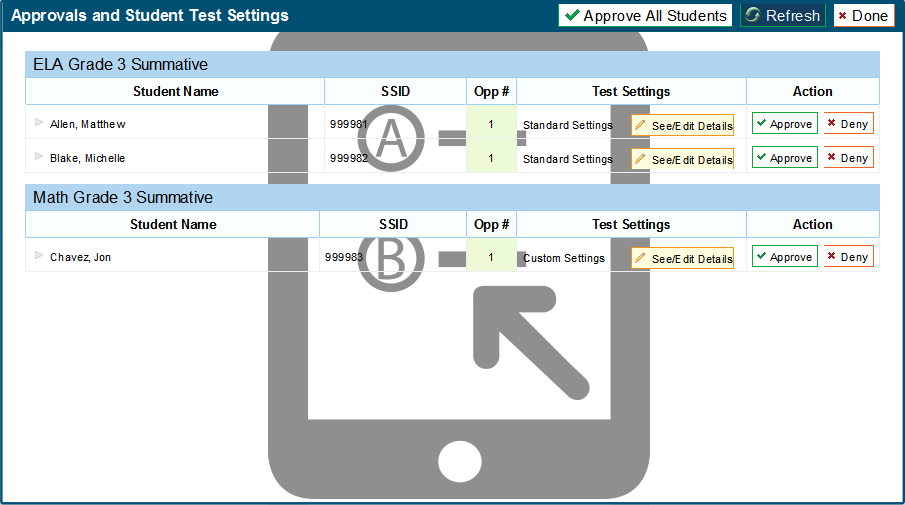 Approvals and Student Test Settings Approve All Students Refresh Done
ELA Grade 3 Summative
Student Name SSID Opp # Test Settings Action
Allen, Matthew 999981 1 Standard Settings See/Edit Details Approve Deny
Blake, Michelle 999982 1 Standard Settings See/Edit Details Approve Deny
Math Grade 3 Summative
Student Name SSID Opp # Test Settings Action
Chavez, Jon 999983 1 Custom Settings See/Edit Details Approve Deny
A
B